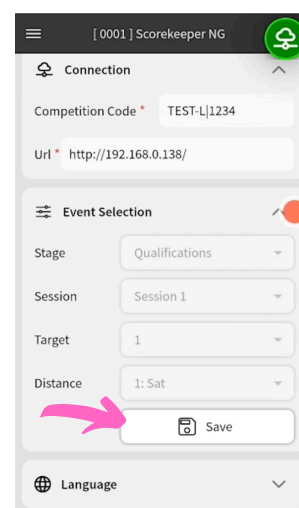 [ 0001 ] Scorekeeper NG
Connection
Competition Code * TEST-L|1234
Url * http://192.168.0.138/
Event Selection
Stage Qualifications
Session Session 1
Target 1
Distance 1: Sat
Save
Language